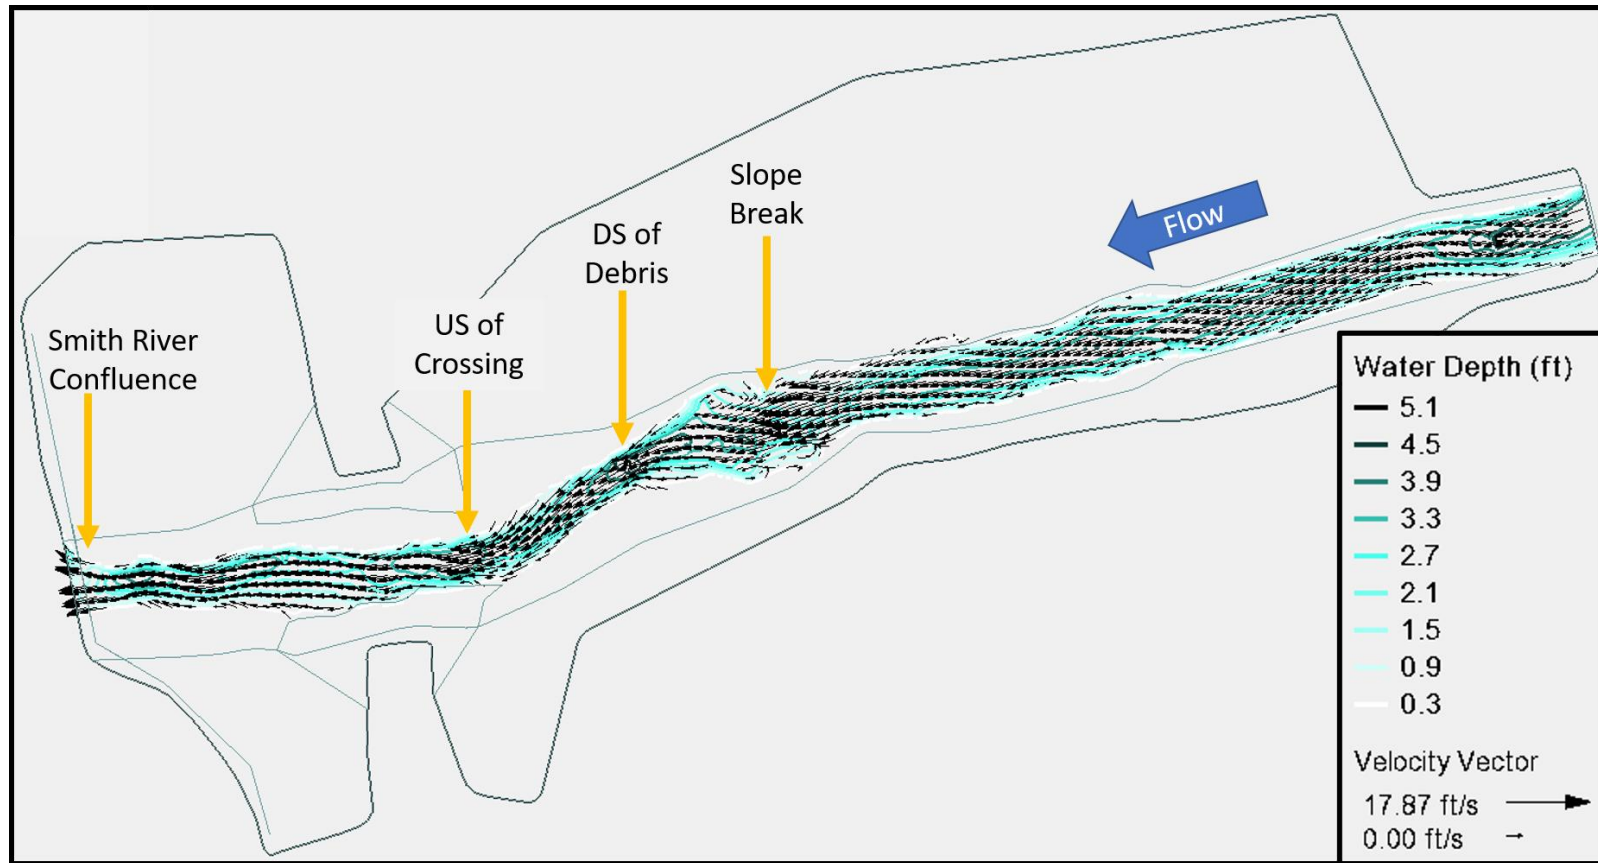 Slope
Break
Flow
DS of
Debris
US of
Crossing
Smith River
Confluence
Water Depth (ft)
5.1
4.5
3.9
3.3
2.7
2.1
1.5
0.9
0.3
Velocity Vector
17.87 ft/s
0.00 ft/s